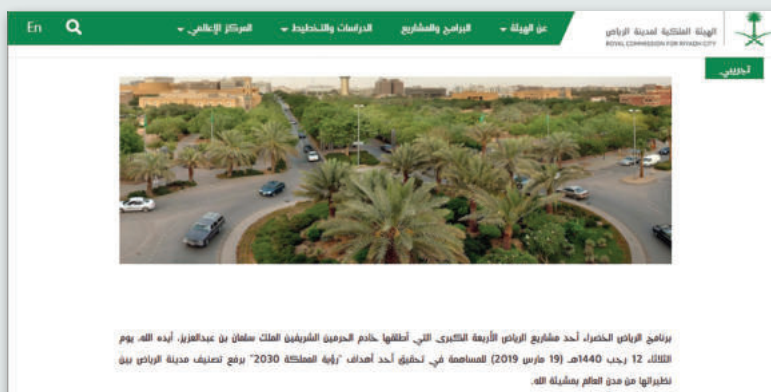 الهيئة الملكية لمدينة الرياض
ROYAL COMMISSION FOR RIYADH CITY
عن الهيئة
البرامج والمشاريع
الدراسات والتخطيط
المركز الإعلامي
En
تجريبي
برنامج الرياض الخضراء أحد مشاريع الرياض الأربعة الكبرى التي أطلقها خادم الحرمين الشريفين الملك سلمان بن عبدالعزيز، أيده الله، يوم
الثلاثاء 12 رجب 1440هـ (19 مارس 2019) للمساهمة في تحقيق أحد أهداف "رؤية المملكة 2030" برفع تصنيف مدينة الرياض بين
نظيراتها من مدن العالم بمشيئة الله.